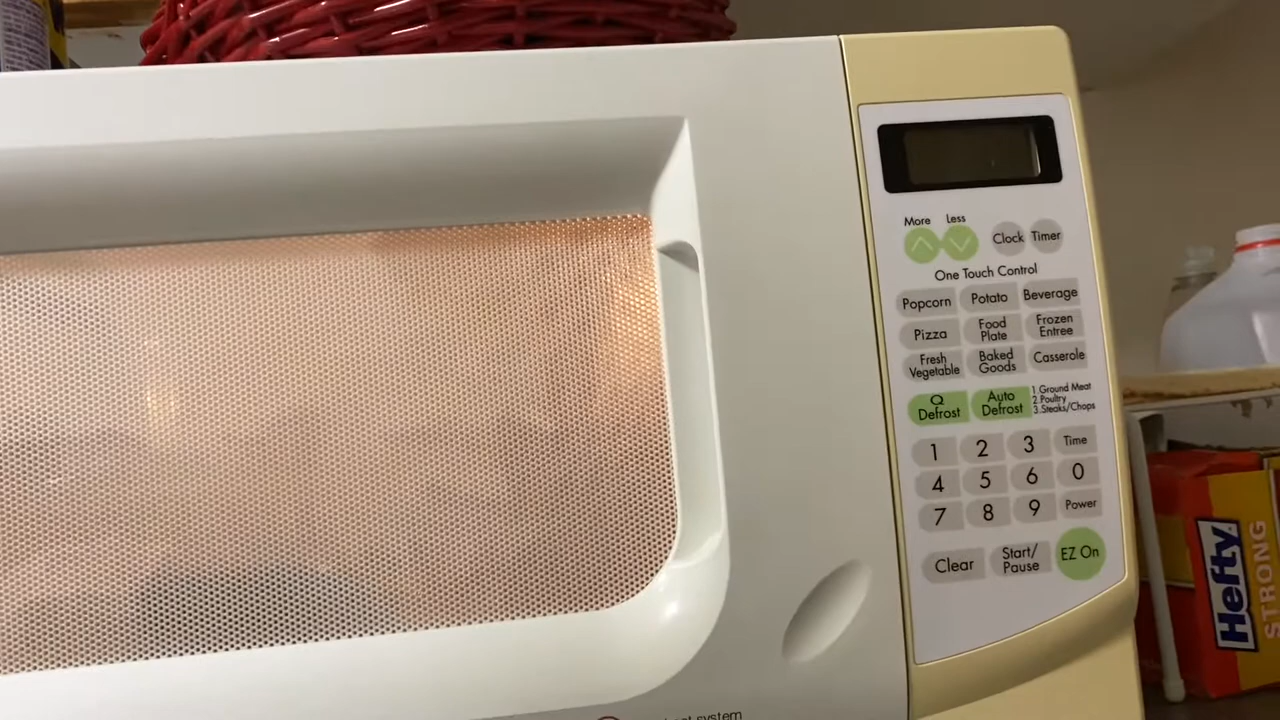 More Less
Clock Timer
One Touch Control
Popcorn Potato Beverage
Pizza Food Plate Frozen Entree
Fresh Vegetable Baked Goods Casserole
Q Defrost Auto Defrost
1.Ground Meat
2.Poultry
3.Steaks/Chops
1 2 3 Time
4 5 6 0
7 8 9 Power
Clear Start/Pause EZ On
system
Hefty
STRONG